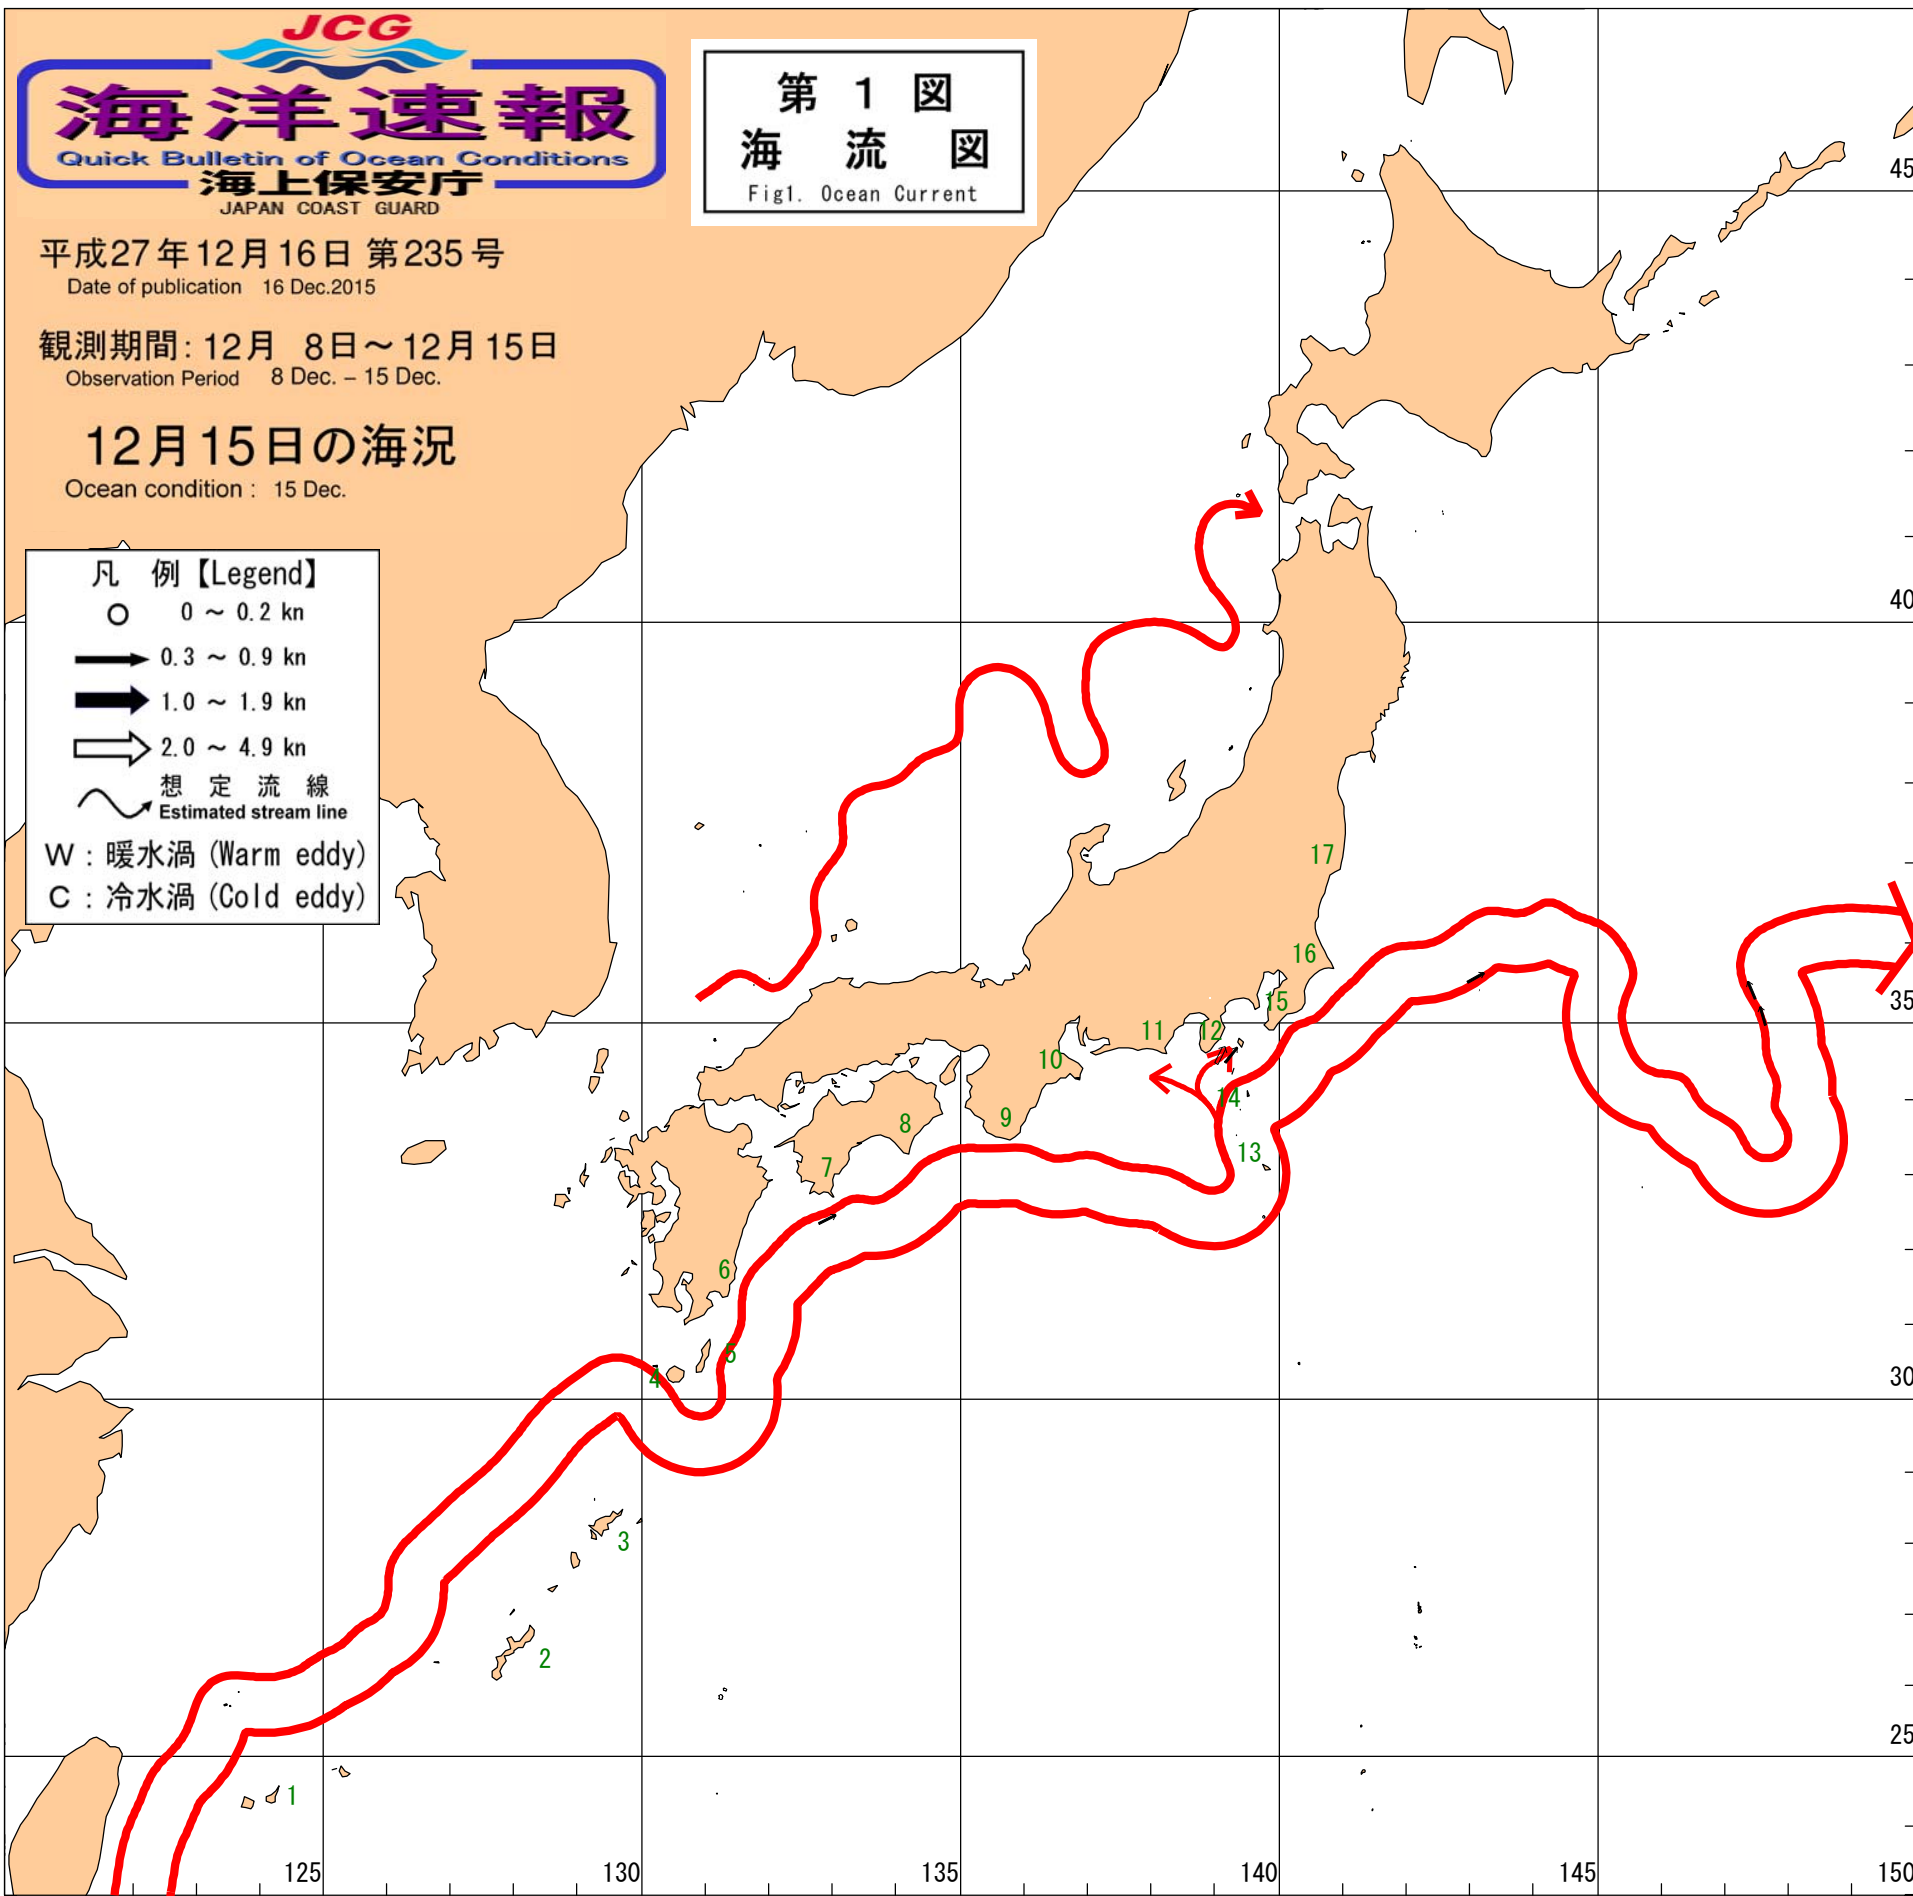 JCG
海洋速報
Quick Bulletin of Ocean Conditions
海上保安庁
JAPAN COAST GUARD
第 1 図
海 流 図
Fig1. Ocean Current
平成27年12月16日 第235号
Date of publication 16 Dec.2015
観測期間: 12月 8日～12月15日
Observation Period 8 Dec. – 15 Dec.
12月15日の海況
Ocean condition : 15 Dec.
凡 例【Legend】
0 ～ 0.2 kn
0.3 ～ 0.9 kn
1.0 ～ 1.9 kn
2.0 ～ 4.9 kn
想 定 流 線
Estimated stream line
W : 暖水渦 (Warm eddy)
C : 冷水渦 (Cold eddy)
45
40
35
30
25
17
16
15
12
11
10
14
9
8
13
7
6
5
4
3
2
1
125
130
135
140
145
150